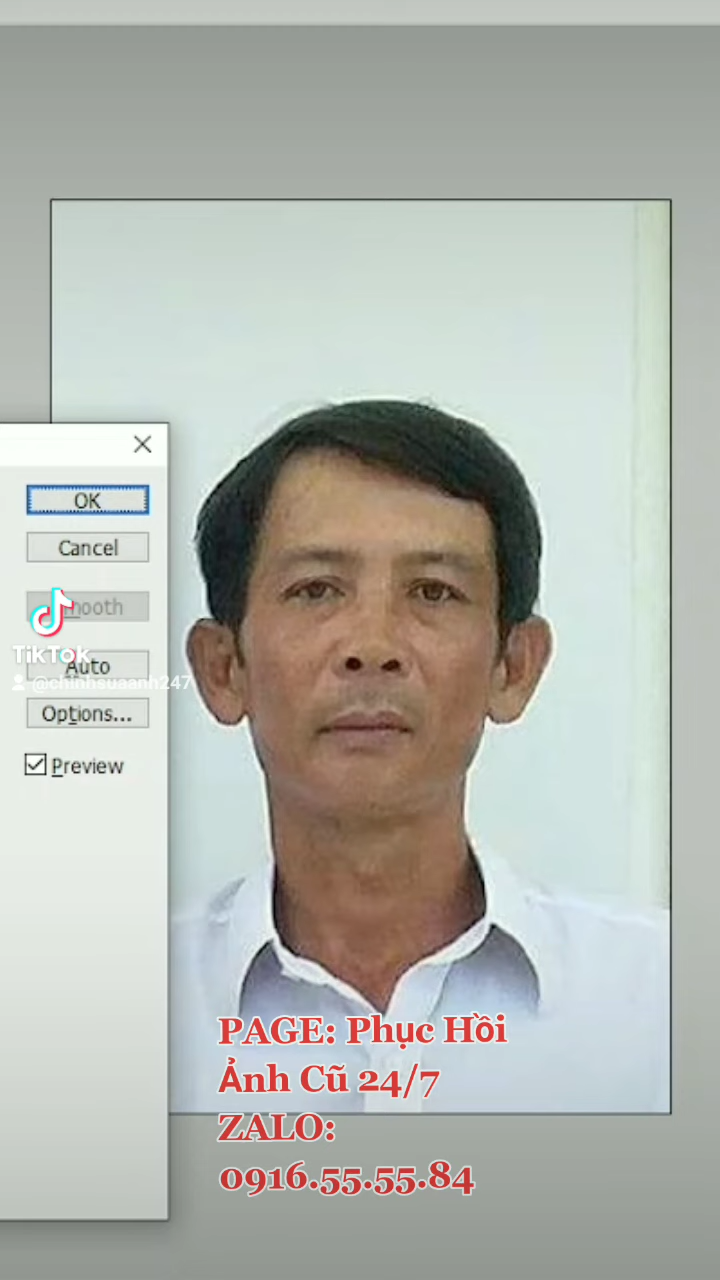 OK
Cancel
Smooth
TikTok
Auto
@chinhsuaanh247
Options...
Preview
PAGE: Phục Hồi
Ảnh Cũ 24/7
ZALO:
0916.55.55.84